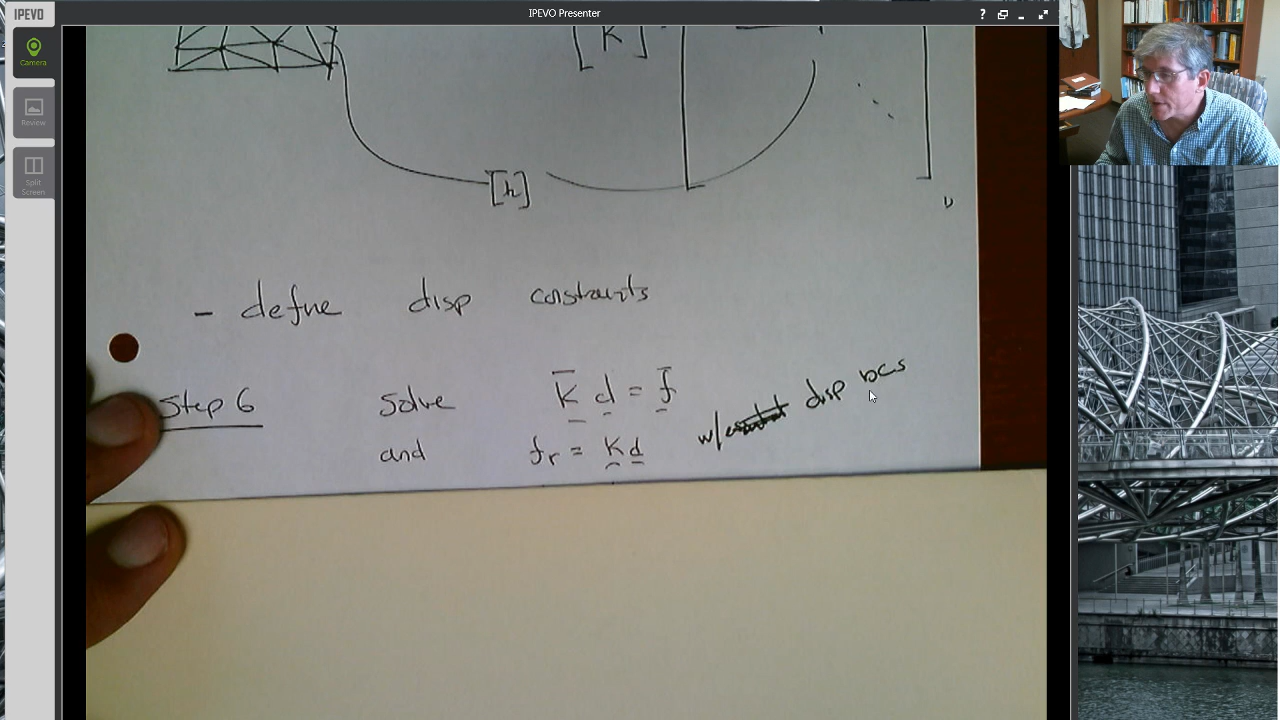 IPEVO
IPEVO Presenter
?
Camera
Review
Split
Screen
[K]
[k]
- define disp constraints
Step 6 solve K̅ d = f̅
and fr = K d w/ disp bcs